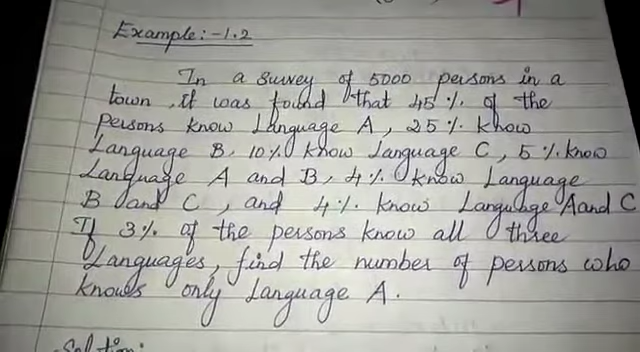 Example:-1.2
In a survey of 5000 persons in a
town, it was found that 45% of the
persons know Language A, 25% know
Language B, 10% know Language C, 5% know
Language A and B, 4% know Language
B and C, and 4% know Language A and C
If 3% of the persons know all three
Languages, find the number of persons who
knows only Language A.
Solution: